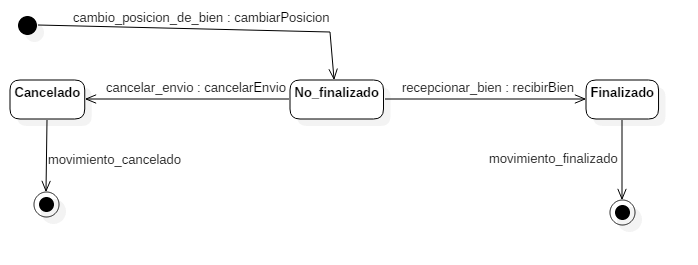 cambio_posicion_de_bien : cambiarPosicion
Cancelado
cancelar_envio : cancelarEnvio
No_finalizado
recepcionar_bien : recibirBien
Finalizado
movimiento_cancelado
movimiento_finalizado